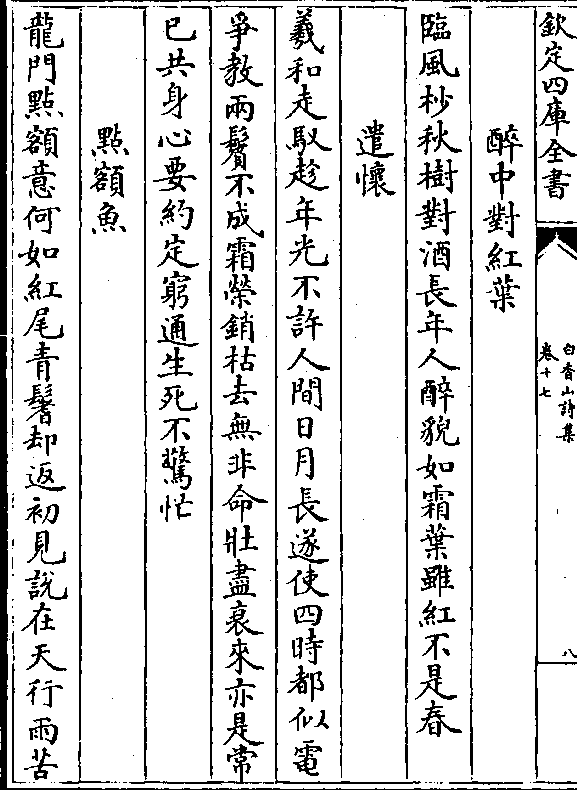 欽定四庫全書
白香山詩集
卷十七
八
醉中對紅葉
臨風杪秋樹對酒長年人醉貌如霜葉雖紅不是春
遣懷
羲和走馭趁年光不許人間日月長遂使四時都似電
爭教兩鬢不成霜榮銷枯去無非命壯盡衰來亦是常
已共身心要約定窮通生死不驚忙
點額魚
龍門點額意何如紅尾青鬐却返初見說在天行雨苦